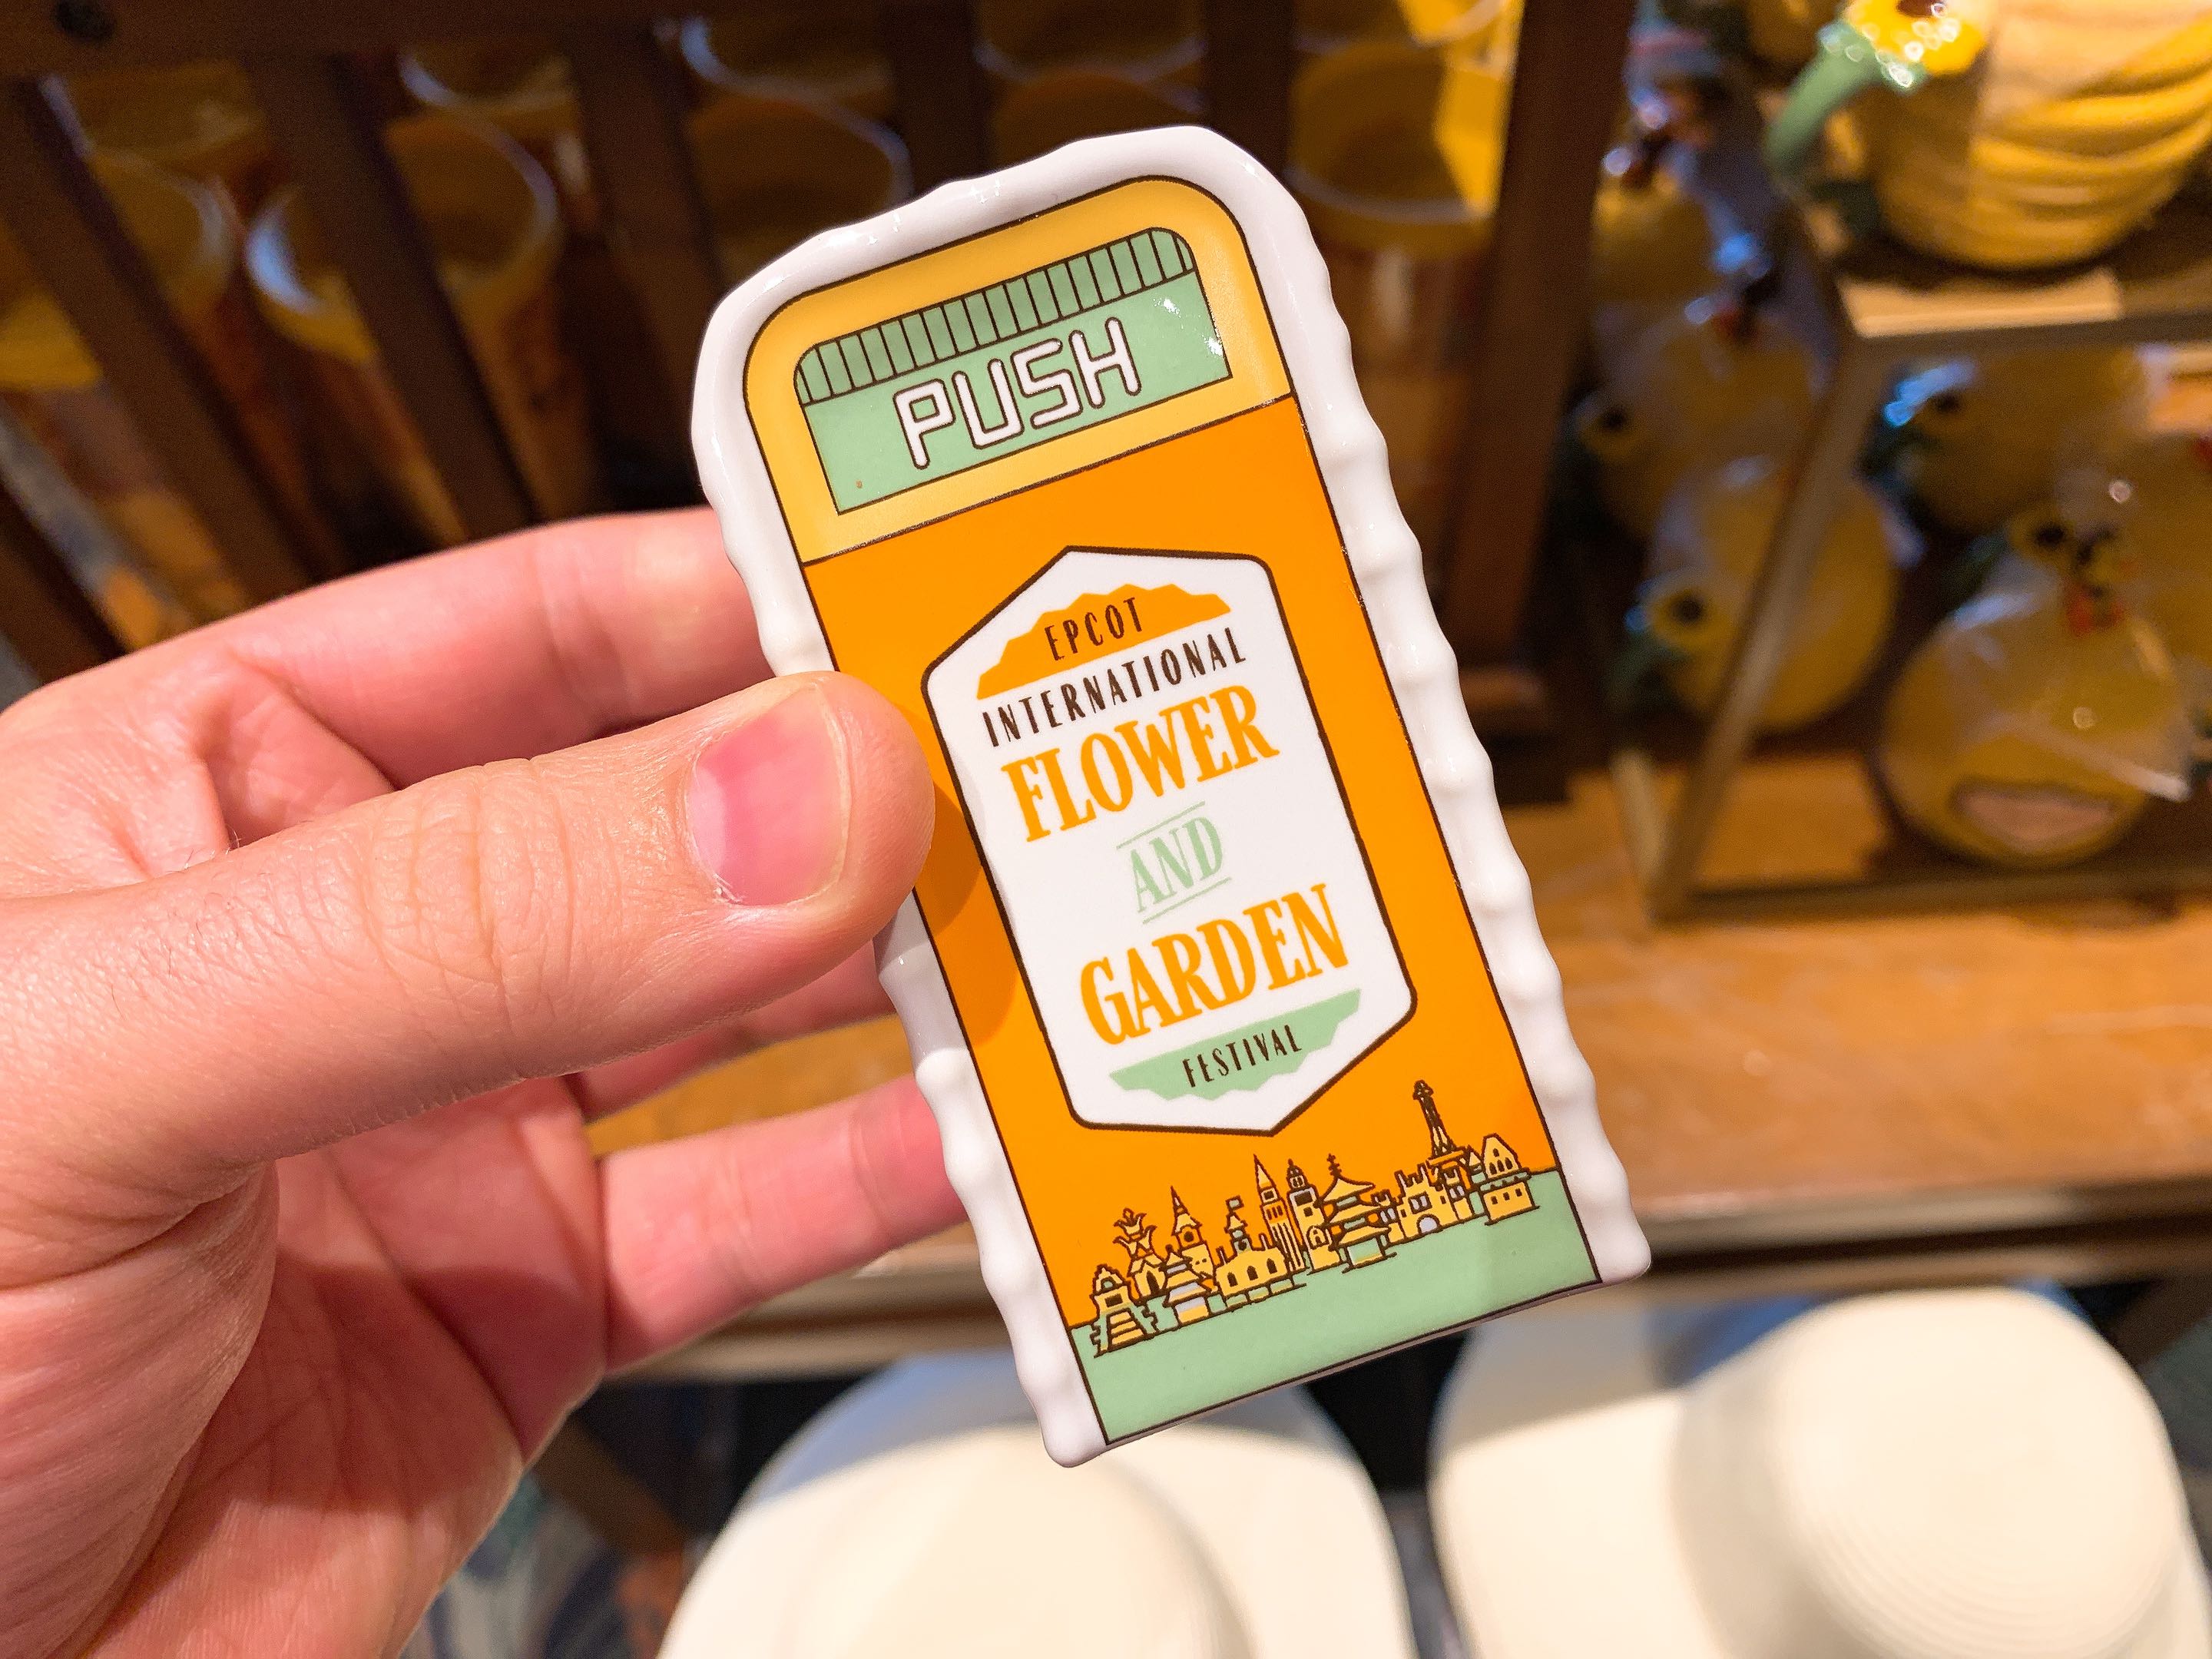 PUSH
EPCOT
INTERNATIONAL
FLOWER
AND
GARDEN
FESTIVAL